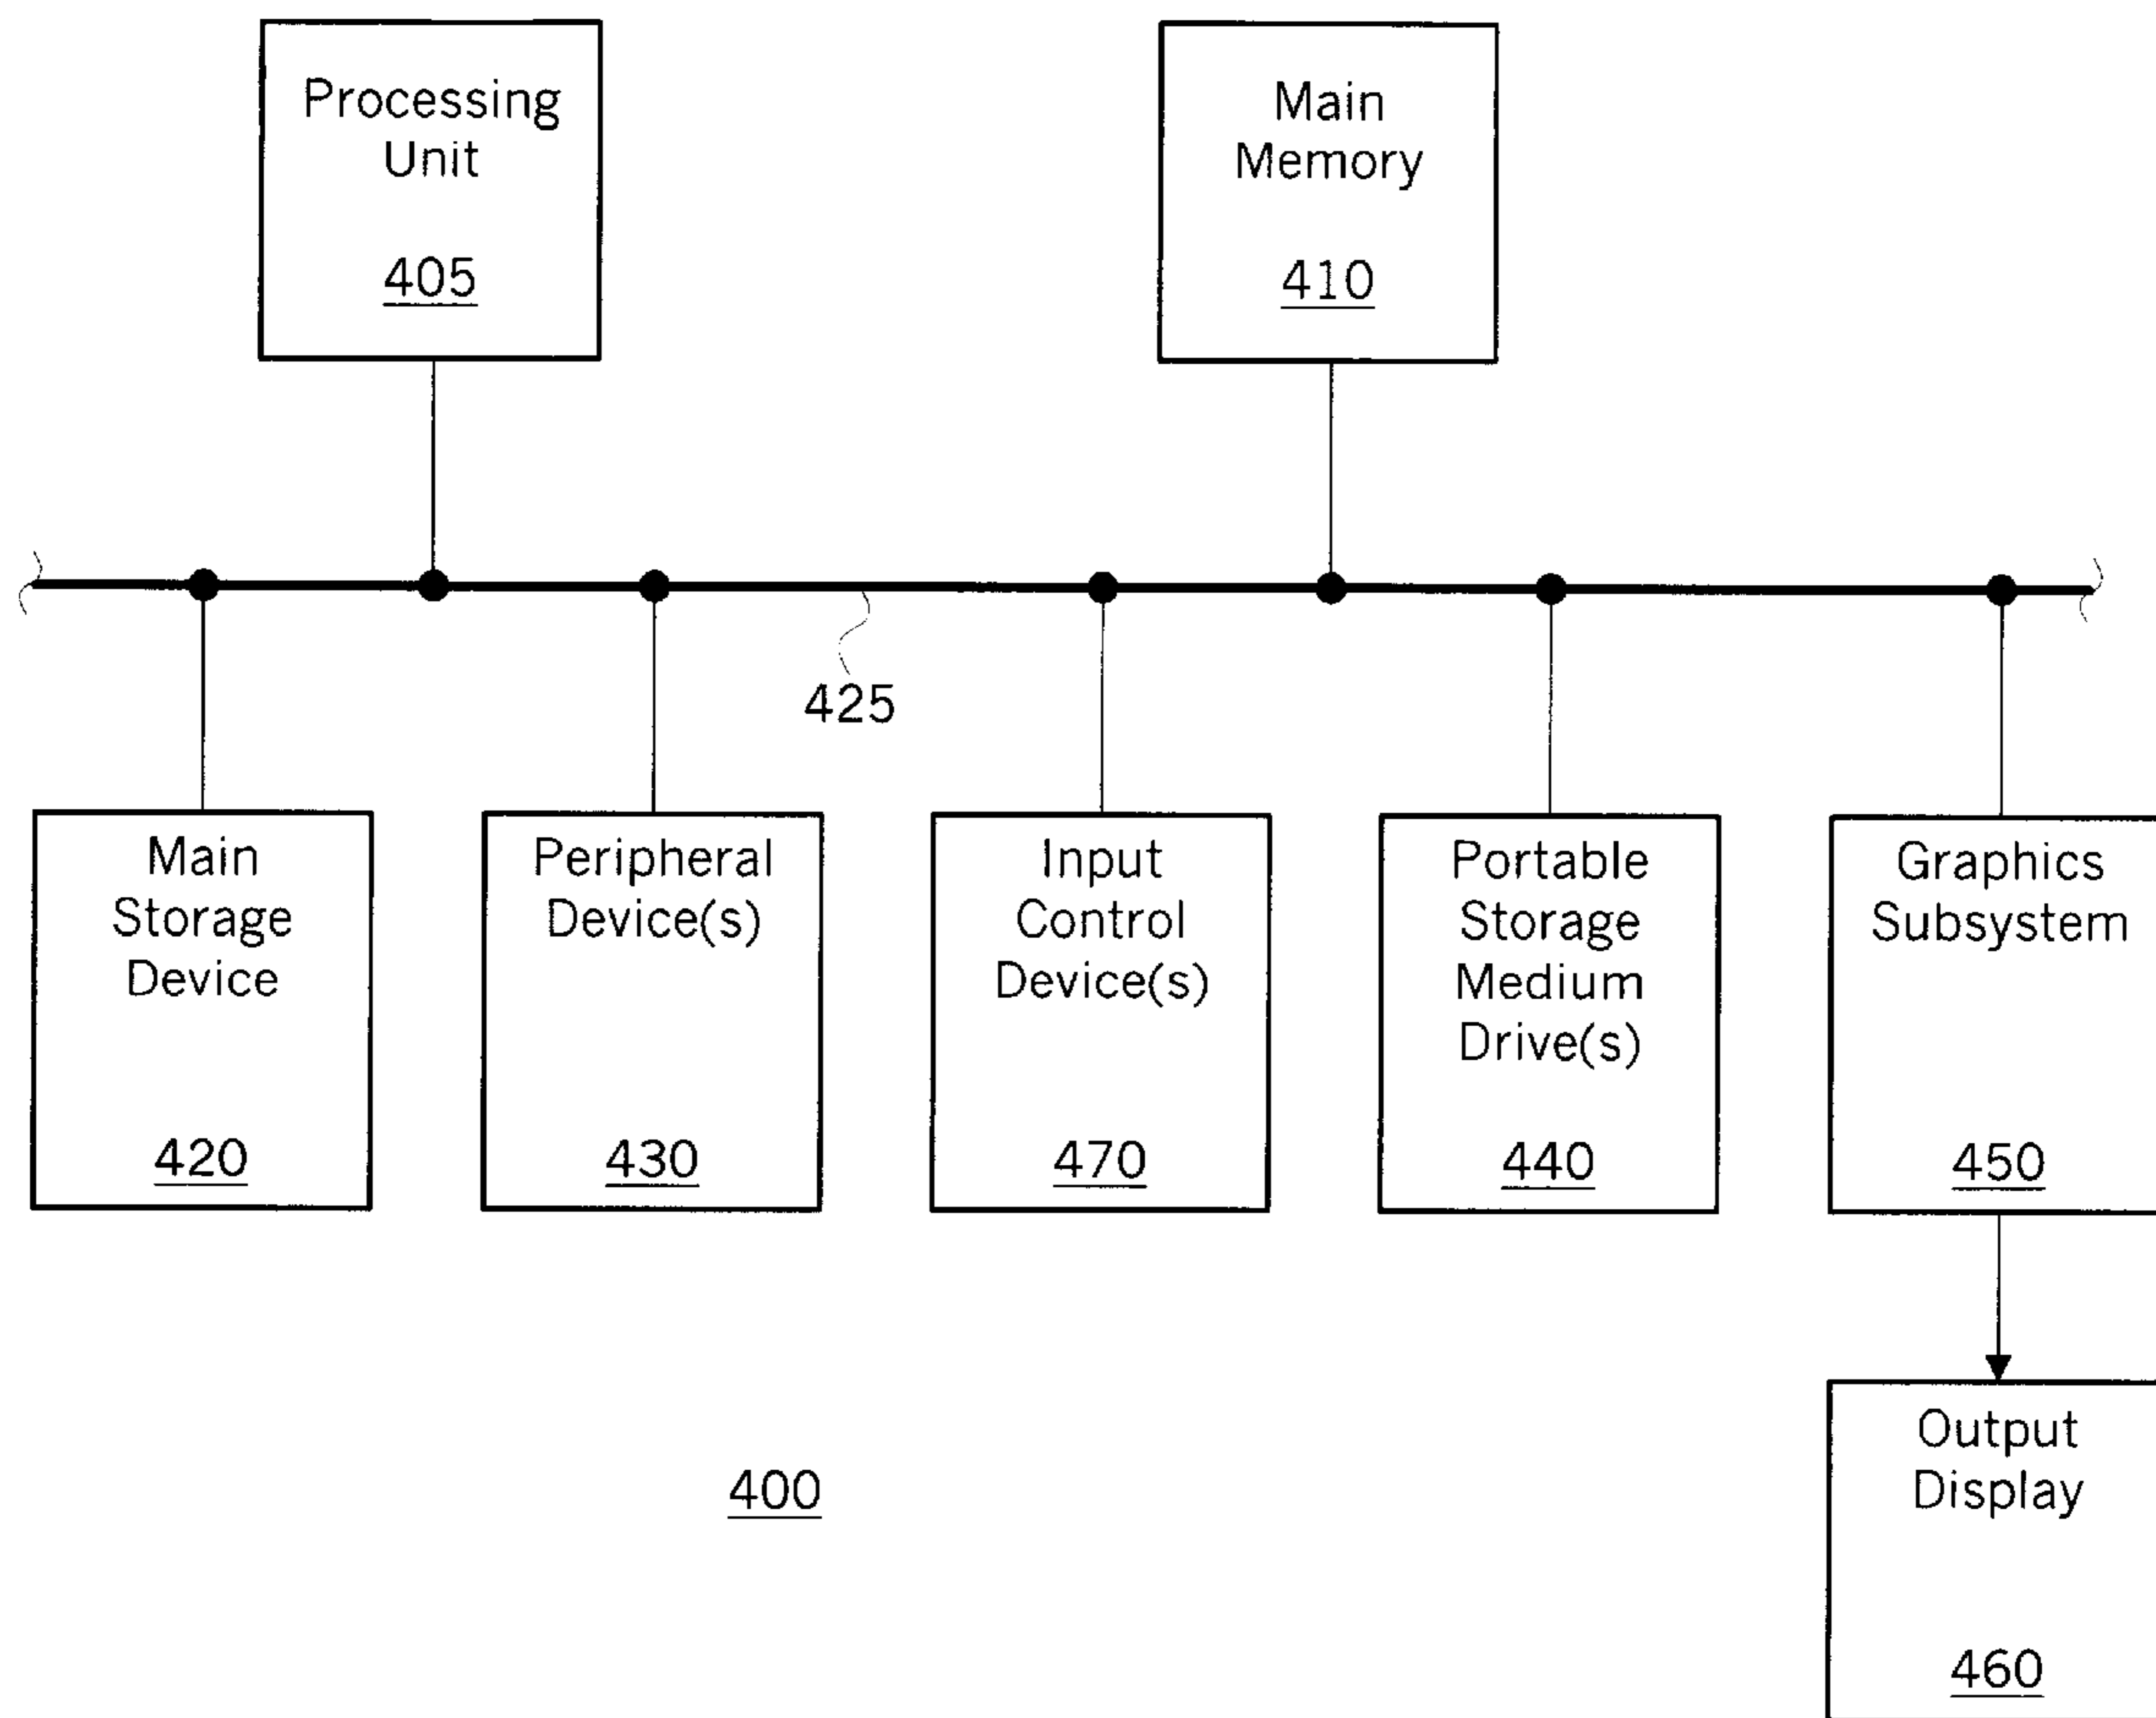 Processing
Unit
405
Main
Memory
410
425
Main
Storage
Device
420
Peripheral
Device(s)
430
Input
Control
Device(s)
470
Portable
Storage
Medium
Drive(s)
440
Graphics
Subsystem
450
Output
Display
460
400